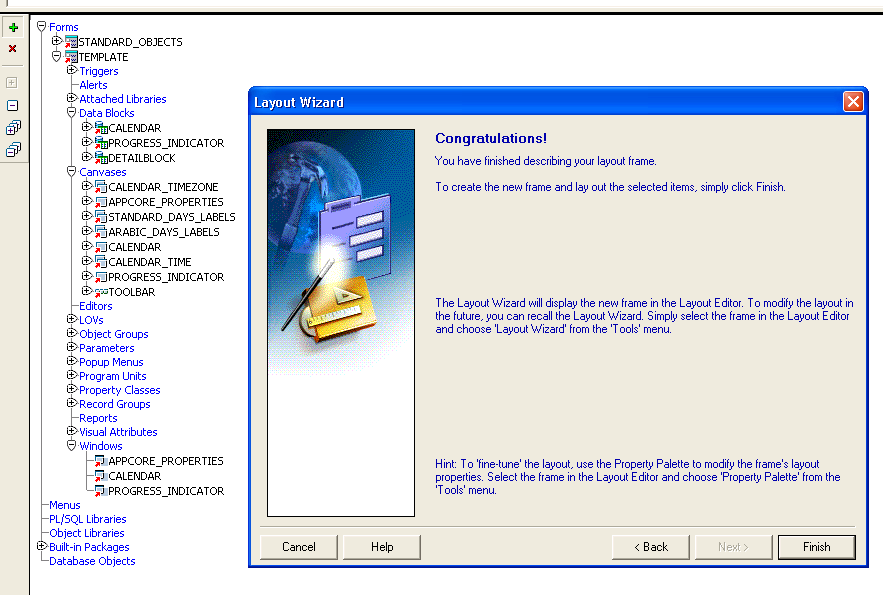 Forms
STANDARD_OBJECTS
TEMPLATE
Triggers
Alerts
Attached Libraries
Data Blocks
CALENDAR
PROGRESS_INDICATOR
DETAILBLOCK
Canvases
CALENDAR_TIMEZONE
APPCORE_PROPERTIES
STANDARD_DAYS_LABELS
ARABIC_DAYS_LABELS
CALENDAR
CALENDAR_TIME
PROGRESS_INDICATOR
TOOLBAR
Editors
LOVs
Object Groups
Parameters
Popup Menus
Program Units
Property Classes
Record Groups
Reports
Visual Attributes
Windows
APPCORE_PROPERTIES
CALENDAR
PROGRESS_INDICATOR
Menus
PL/SQL Libraries
Object Libraries
Built-in Packages
Database Objects
Layout Wizard
Congratulations!
You have finished describing your layout frame.
To create the new frame and lay out the selected items, simply click Finish.
The Layout Wizard will display the new frame in the Layout Editor. To modify the layout in
the future, you can recall the Layout Wizard. Simply select the frame in the Layout Editor
and choose 'Layout Wizard' from the 'Tools' menu.
Hint: To 'fine-tune' the layout, use the Property Palette to modify the frame's layout
properties. Select the frame in the Layout Editor and choose 'Property Palette' from the
'Tools' menu.
Cancel
Help
< Back
Next >
Finish